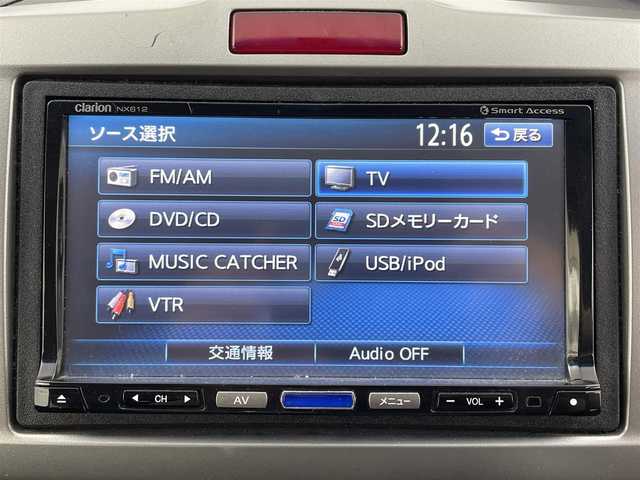 clarion NX612
Smart Access
ソース選択
12:16
戻る
FM/AM
TV
DVD/CD
SD
SDメモリーカード
MUSIC CATCHER
USB/iPod
VTR
交通情報
Audio OFF
CH
AV
メニュー
− VOL +